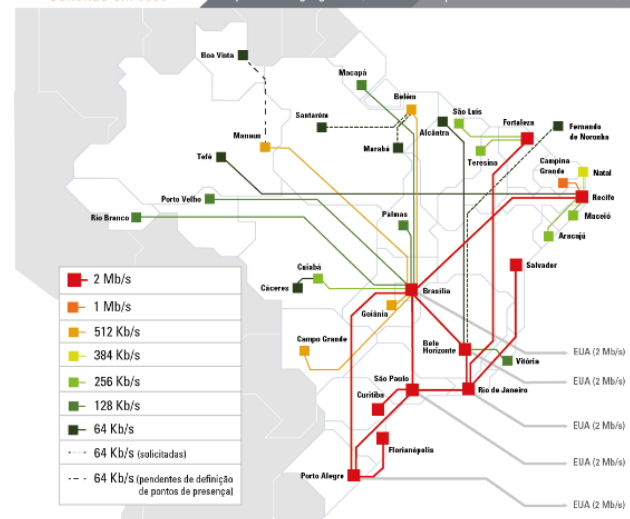 Boa Vista
Macapá
Belém
Santarém
São Luís
Fortaleza
Alcântra
Fernando
de Noronha
Manaus
Marabá
Teresina
Campina
Grande
Natal
Tefé
Recife
Porto Velho
Maceió
Rio Branco
Palmas
Aracajú
Salvador
Cuiabá
Cáceres
Brasília
Goiânia
Campo Grande
Belo
Horizonte
Vitória
São Paulo
Rio de Janeiro
Curitiba
Florianópolis
Porto Alegre
EUA (2 Mb/s)
EUA (2 Mb/s)
EUA (2 Mb/s)
EUA (2 Mb/s)
EUA (2 Mb/s)
2 Mb/s
1 Mb/s
512 Kb/s
384 Kb/s
256 Kb/s
128 Kb/s
64 Kb/s
64 Kb/s (solicitadas)
64 Kb/s (pendentes de definição
de pontos de presença)